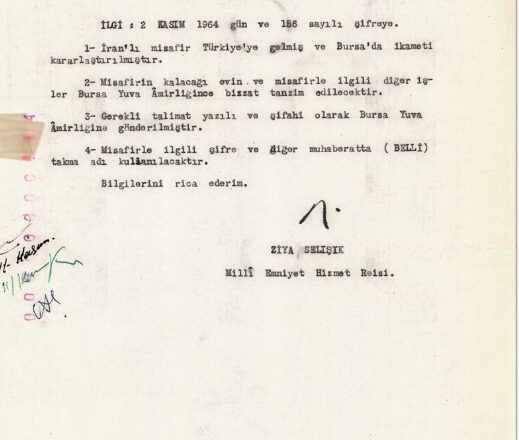 İLGİ : 2 KASIM 1964 gün ve 156 sayılı şifreye.
1- İran'lı misafir Türkiye'ye gelmiş ve Bursa'da ikameti
kararlaştırılmıştır.
2- Misafirin kalacağı evin ve misafirle ilgili diğer iş-
ler Bursa Yuva Âmirliğince bizzat tanzim edilecektir.
3- Gerekli talimat yazılı ve şifahi olarak Bursa Yuva
Âmirliğine gönderilmiştir.
4- Misafirle ilgili şifre ve diğer muhaberatta ( BELLİ)
takma adı kullanılacaktır.
Bilgilerini rica ederim.
ZİYA SELIŞIK
Millî Emniyet Hizmet Reisi.